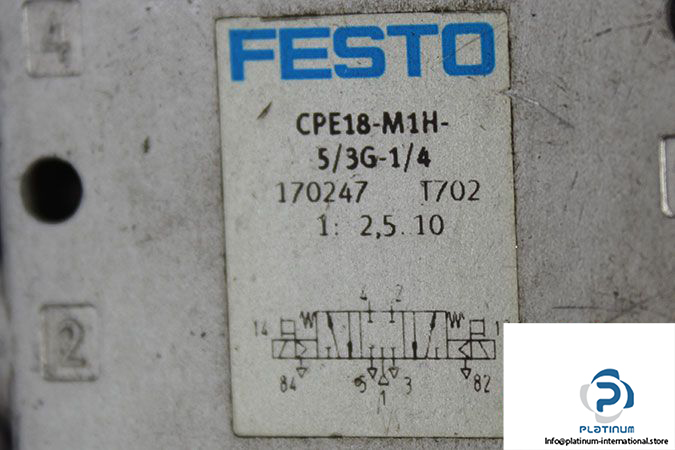 4
FESTO
CPE18-M1H-
5/3G-1/4
170247 T702
1: 2,5..10
2
4 2
14
84 5 1 3 82
PLATINUM
Info@platinum-international.store